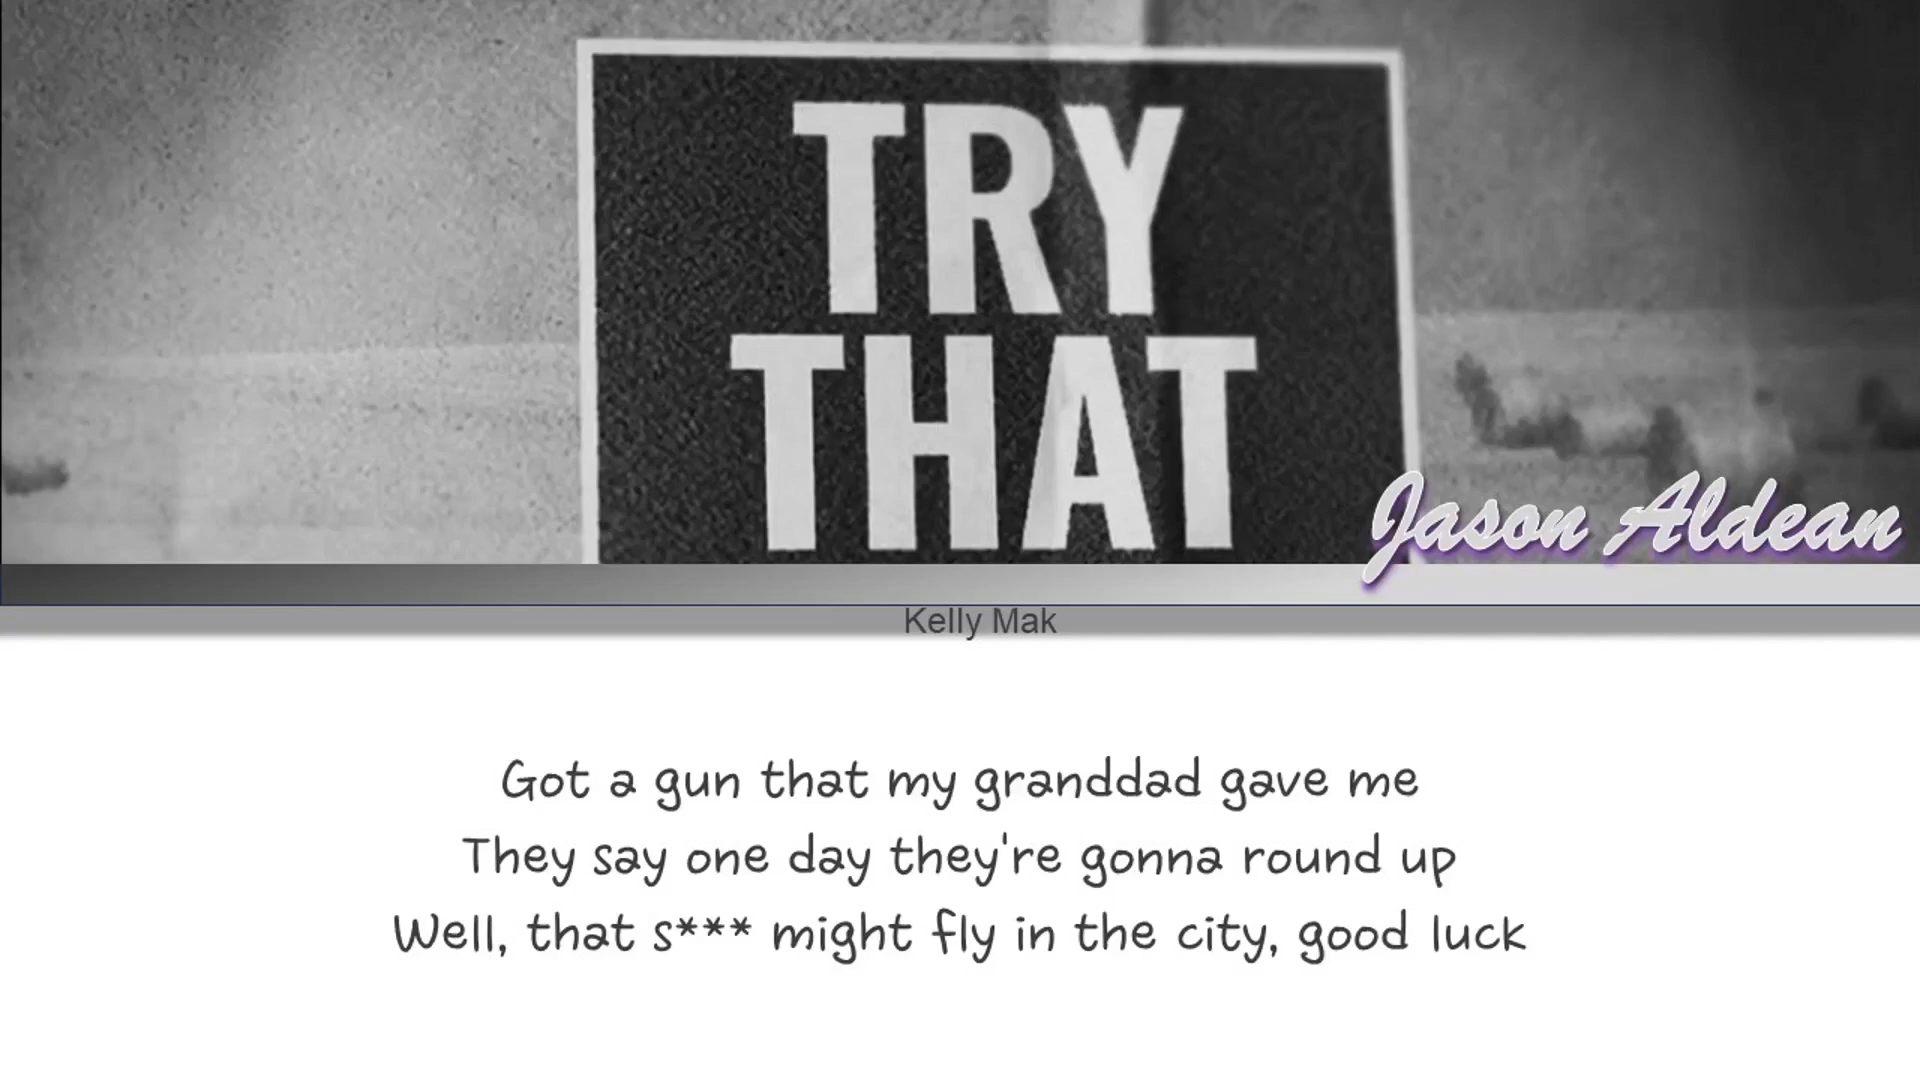 TRY
THAT
Jason Aldean
Kelly Mak
Got a gun that my granddad gave me
They say one day they're gonna round up
Well, that s*** might fly in the city, good luck